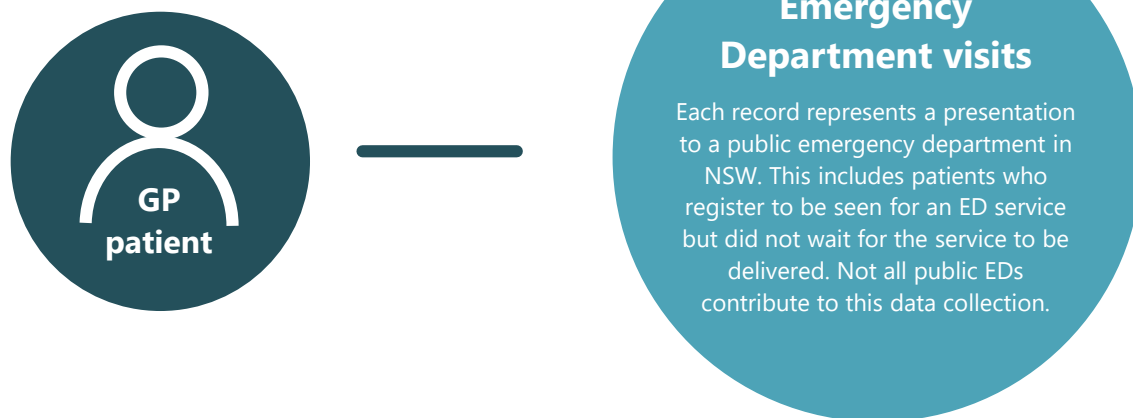 GP
patient
Emergency
Department visits
Each record represents a presentation
to a public emergency department in
NSW. This includes patients who
register to be seen for an ED service
but did not wait for the service to be
delivered. Not all public EDs
contribute to this data collection.